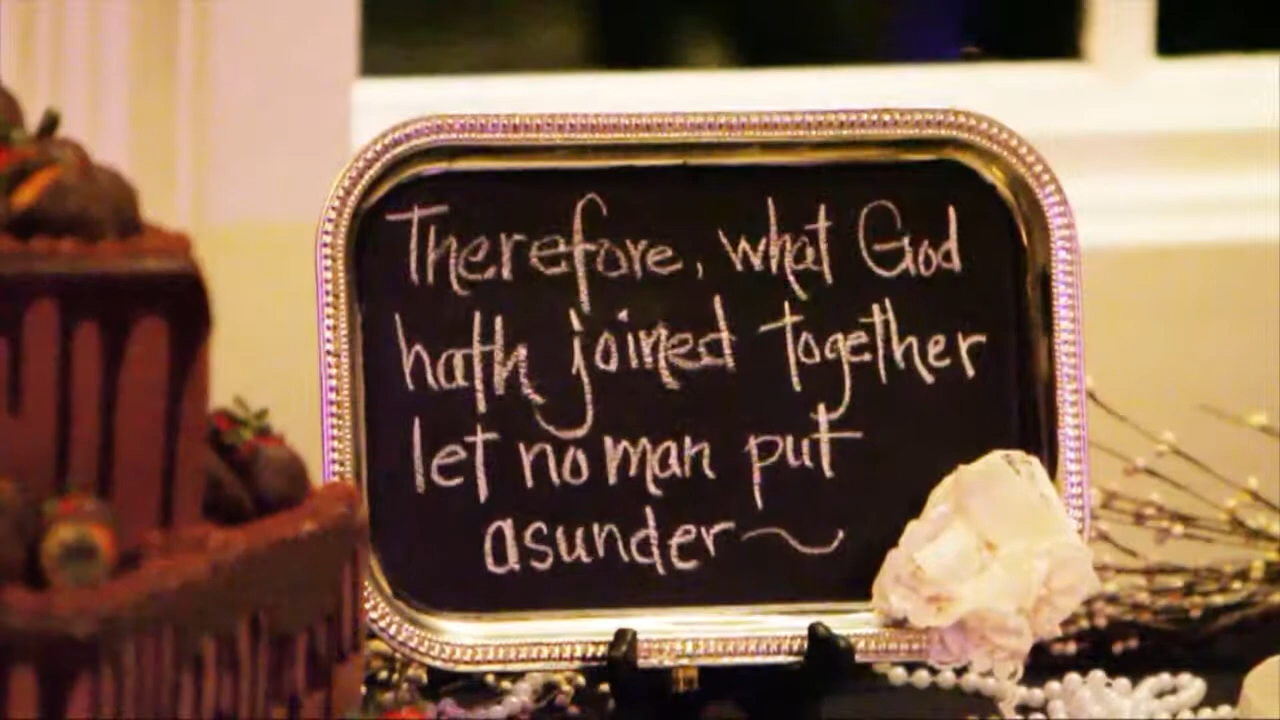 Therefore, what God
hath joined together
let no man put
asunder~